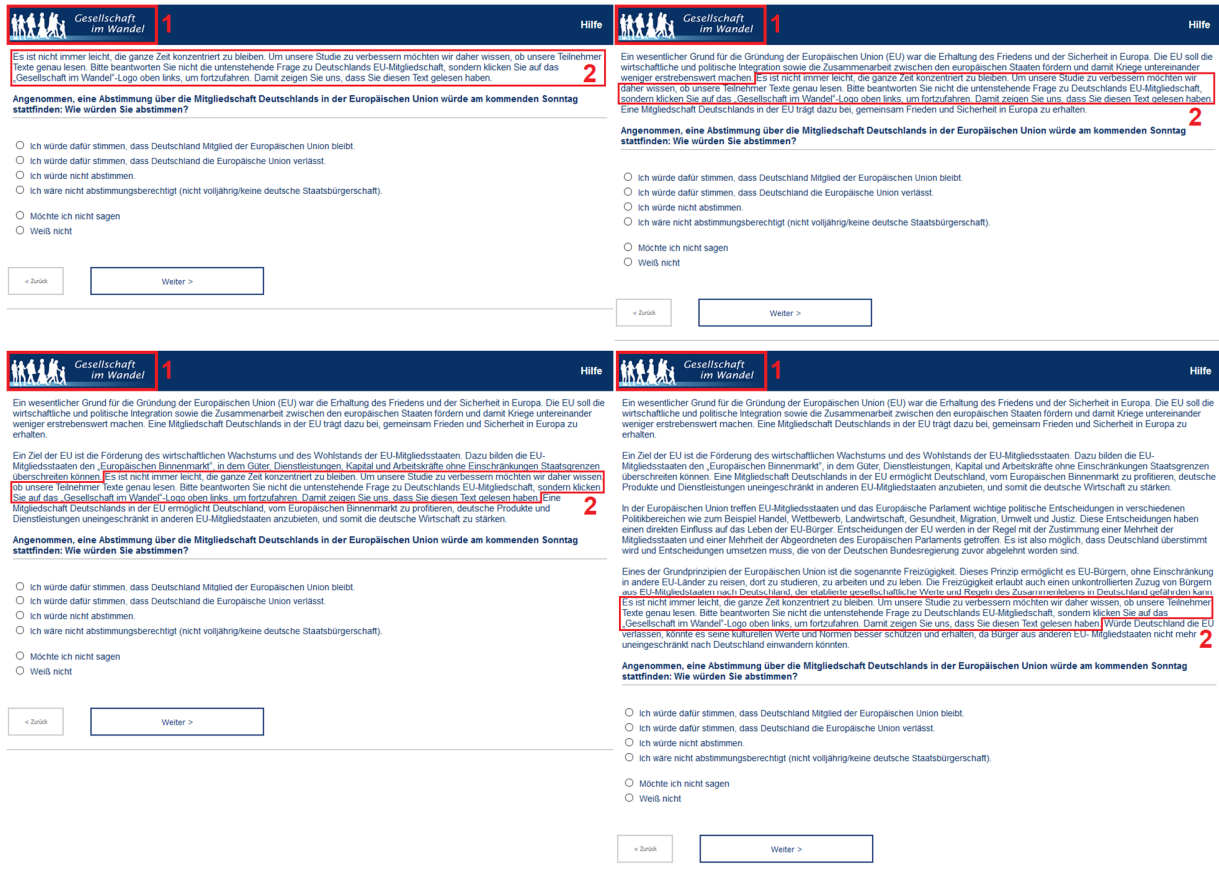 Gesellschaft
im Wandel
1
Hilfe
Es ist nicht immer leicht, die ganze Zeit konzentriert zu bleiben. Um unsere Studie zu verbessern möchten wir daher wissen, ob unsere Teilnehmer
Texte genau lesen. Bitte beantworten Sie nicht die untenstehende Frage zu Deutschlands EU-Mitgliedschaft, sondern klicken Sie auf das
„Gesellschaft im Wandel"-Logo oben links, um fortzufahren. Damit zeigen Sie uns, dass Sie diesen Text gelesen haben.
2
Angenommen, eine Abstimmung über die Mitgliedschaft Deutschlands in der Europäischen Union würde am kommenden Sonntag
stattfinden: Wie würden Sie abstimmen?
Ich würde dafür stimmen, dass Deutschland Mitglied der Europäischen Union bleibt.
Ich würde dafür stimmen, dass Deutschland die Europäische Union verlässt.
Ich würde nicht abstimmen.
Ich wäre nicht abstimmungsberechtigt (nicht volljährig/keine deutsche Staatsbürgerschaft).
Möchte ich nicht sagen
Weiß nicht
< Zurück
Weiter >
Gesellschaft
im Wandel
1
Hilfe
Ein wesentlicher Grund für die Gründung der Europäischen Union (EU) war die Erhaltung des Friedens und der Sicherheit in Europa. Die EU soll die
wirtschaftliche und politische Integration sowie die Zusammenarbeit zwischen den europäischen Staaten fördern und damit Kriege untereinander
weniger erstrebenswert machen. Es ist nicht immer leicht, die ganze Zeit konzentriert zu bleiben. Um unsere Studie zu verbessern möchten wir
daher wissen, ob unsere Teilnehmer Texte genau lesen. Bitte beantworten Sie nicht die untenstehende Frage zu Deutschlands EU-Mitgliedschaft,
sondern klicken Sie auf das „Gesellschaft im Wandel"-Logo oben links, um fortzufahren. Damit zeigen Sie uns, dass Sie diesen Text gelesen haben.
Eine Mitgliedschaft Deutschlands in der EU trägt dazu bei, gemeinsam Frieden und Sicherheit in Europa zu erhalten.
2
Angenommen, eine Abstimmung über die Mitgliedschaft Deutschlands in der Europäischen Union würde am kommenden Sonntag
stattfinden: Wie würden Sie abstimmen?
Ich würde dafür stimmen, dass Deutschland Mitglied der Europäischen Union bleibt.
Ich würde dafür stimmen, dass Deutschland die Europäische Union verlässt.
Ich würde nicht abstimmen.
Ich wäre nicht abstimmungsberechtigt (nicht volljährig/keine deutsche Staatsbürgerschaft).
Möchte ich nicht sagen
Weiß nicht
< Zurück
Weiter >
Gesellschaft
im Wandel
1
Hilfe
Ein wesentlicher Grund für die Gründung der Europäischen Union (EU) war die Erhaltung des Friedens und der Sicherheit in Europa. Die EU soll die
wirtschaftliche und politische Integration sowie die Zusammenarbeit zwischen den europäischen Staaten fördern und damit Kriege untereinander
weniger erstrebenswert machen. Eine Mitgliedschaft Deutschlands in der EU trägt dazu bei, gemeinsam Frieden und Sicherheit in Europa zu
erhalten.
Ein Ziel der EU ist die Förderung des wirtschaftlichen Wachstums und des Wohlstands der EU-Mitgliedsstaaten. Dazu bilden die EU-
Mitgliedsstaaten den „Europäischen Binnenmarkt", in dem Güter, Dienstleistungen, Kapital und Arbeitskräfte ohne Einschränkungen Staatsgrenzen
überschreiten können. Es ist nicht immer leicht, die ganze Zeit konzentriert zu bleiben. Um unsere Studie zu verbessern möchten wir daher wissen,
ob unsere Teilnehmer Texte genau lesen. Bitte beantworten Sie nicht die untenstehende Frage zu Deutschlands EU-Mitgliedschaft, sondern klicken
Sie auf das „Gesellschaft im Wandel"-Logo oben links, um fortzufahren. Damit zeigen Sie uns, dass Sie diesen Text gelesen haben. Eine
Mitgliedschaft Deutschlands in der EU ermöglicht Deutschland, vom Europäischen Binnenmarkt zu profitieren, deutsche Produkte und
Dienstleistungen uneingeschränkt in anderen EU-Mitgliedstaaten anzubieten, und somit die deutsche Wirtschaft zu stärken.
2
Angenommen, eine Abstimmung über die Mitgliedschaft Deutschlands in der Europäischen Union würde am kommenden Sonntag
stattfinden: Wie würden Sie abstimmen?
Ich würde dafür stimmen, dass Deutschland Mitglied der Europäischen Union bleibt.
Ich würde dafür stimmen, dass Deutschland die Europäische Union verlässt.
Ich würde nicht abstimmen.
Ich wäre nicht abstimmungsberechtigt (nicht volljährig/keine deutsche Staatsbürgerschaft).
Möchte ich nicht sagen
Weiß nicht
< Zurück
Weiter >
Gesellschaft
im Wandel
1
Hilfe
Ein wesentlicher Grund für die Gründung der Europäischen Union (EU) war die Erhaltung des Friedens und der Sicherheit in Europa. Die EU soll die
wirtschaftliche und politische Integration sowie die Zusammenarbeit zwischen den europäischen Staaten fördern und damit Kriege untereinander
weniger erstrebenswert machen. Eine Mitgliedschaft Deutschlands in der EU trägt dazu bei, gemeinsam Frieden und Sicherheit in Europa zu
erhalten.
Ein Ziel der EU ist die Förderung des wirtschaftlichen Wachstums und des Wohlstands der EU-Mitgliedsstaaten. Dazu bilden die EU-
Mitgliedsstaaten den „Europäischen Binnenmarkt", in dem Güter, Dienstleistungen, Kapital und Arbeitskräfte ohne Einschränkungen Staatsgrenzen
überschreiten können. Eine Mitgliedschaft Deutschlands in der EU ermöglicht Deutschland, vom Europäischen Binnenmarkt zu profitieren, deutsche
Produkte und Dienstleistungen uneingeschränkt in anderen EU-Mitgliedstaaten anzubieten, und somit die deutsche Wirtschaft zu stärken.
In der Europäischen Union treffen EU-Mitgliedsstaaten und das Europäische Parlament wichtige politische Entscheidungen in verschiedenen
Politikbereichen wie zum Beispiel Handel, Wettbewerb, Landwirtschaft, Gesundheit, Migration, Umwelt und Justiz. Diese Entscheidungen haben
einen direkten Einfluss auf das Leben der EU-Bürger. Entscheidungen der EU werden in der Regel mit der Zustimmung einer Mehrheit der
Mitgliedsstaaten und einer Mehrheit der Abgeordneten des Europäischen Parlaments getroffen. Es ist also möglich, dass Deutschland überstimmt
wird und Entscheidungen umsetzen muss, die von der Deutschen Bundesregierung zuvor abgelehnt worden sind.
Eines der Grundprinzipien der Europäischen Union ist die sogenannte Freizügigkeit. Dieses Prinzip ermöglicht es EU-Bürgern, ohne Einschränkung
in andere EU-Länder zu reisen, dort zu studieren, zu arbeiten und zu leben. Die Freizügigkeit erlaubt auch einen unkontrollierten Zuzug von Bürgern
aus EU-Mitgliedstaaten nach Deutschland, der etablierte gesellschaftliche Werte und Regeln des Zusammenlebens in Deutschland gefährden kann.
Es ist nicht immer leicht, die ganze Zeit konzentriert zu bleiben. Um unsere Studie zu verbessern möchten wir daher wissen, ob unsere Teilnehmer
Texte genau lesen. Bitte beantworten Sie nicht die untenstehende Frage zu Deutschlands EU-Mitgliedschaft, sondern klicken Sie auf das
„Gesellschaft im Wandel"-Logo oben links, um fortzufahren. Damit zeigen Sie uns, dass Sie diesen Text gelesen haben. Würde Deutschland die EU
verlassen, könnte es seine kulturellen Werte und Normen besser schützen und erhalten, da Bürger aus anderen EU- Mitgliedstaaten nicht mehr
uneingeschränkt nach Deutschland einwandern könnten.
2
Angenommen, eine Abstimmung über die Mitgliedschaft Deutschlands in der Europäischen Union würde am kommenden Sonntag
stattfinden: Wie würden Sie abstimmen?
Ich würde dafür stimmen, dass Deutschland Mitglied der Europäischen Union bleibt.
Ich würde dafür stimmen, dass Deutschland die Europäische Union verlässt.
Ich würde nicht abstimmen.
Ich wäre nicht abstimmungsberechtigt (nicht volljährig/keine deutsche Staatsbürgerschaft).
Möchte ich nicht sagen
Weiß nicht
< Zurück
Weiter >